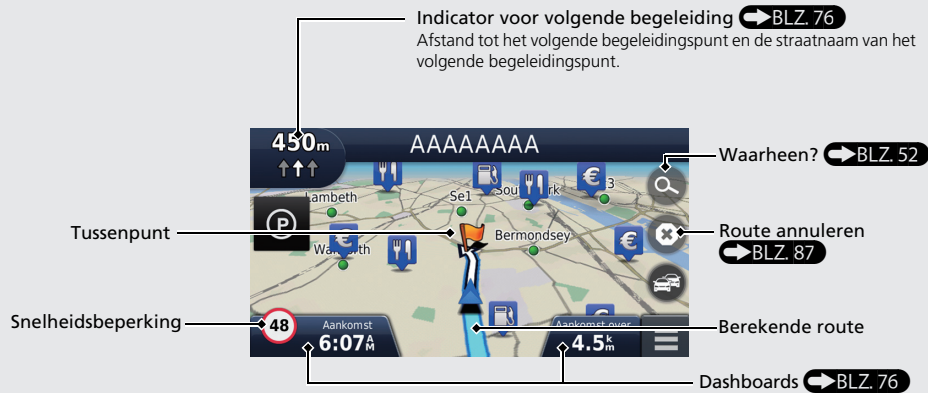 Indicator voor volgende begeleiding BLZ. 76
Afstand tot het volgende begeleidingspunt en de straatnaam van het
volgende begeleidingspunt.
450m
AAAAAAAA
Waarheen? BLZ. 52
Lambeth
Se1
3
P
Tussenpunt
Bermondsey
Route annuleren
BLZ. 87
Snelheidsbeperking
48
Aankomst
6:07AM
Aankomst over
4.5km
Berekende route
Dashboards BLZ. 76